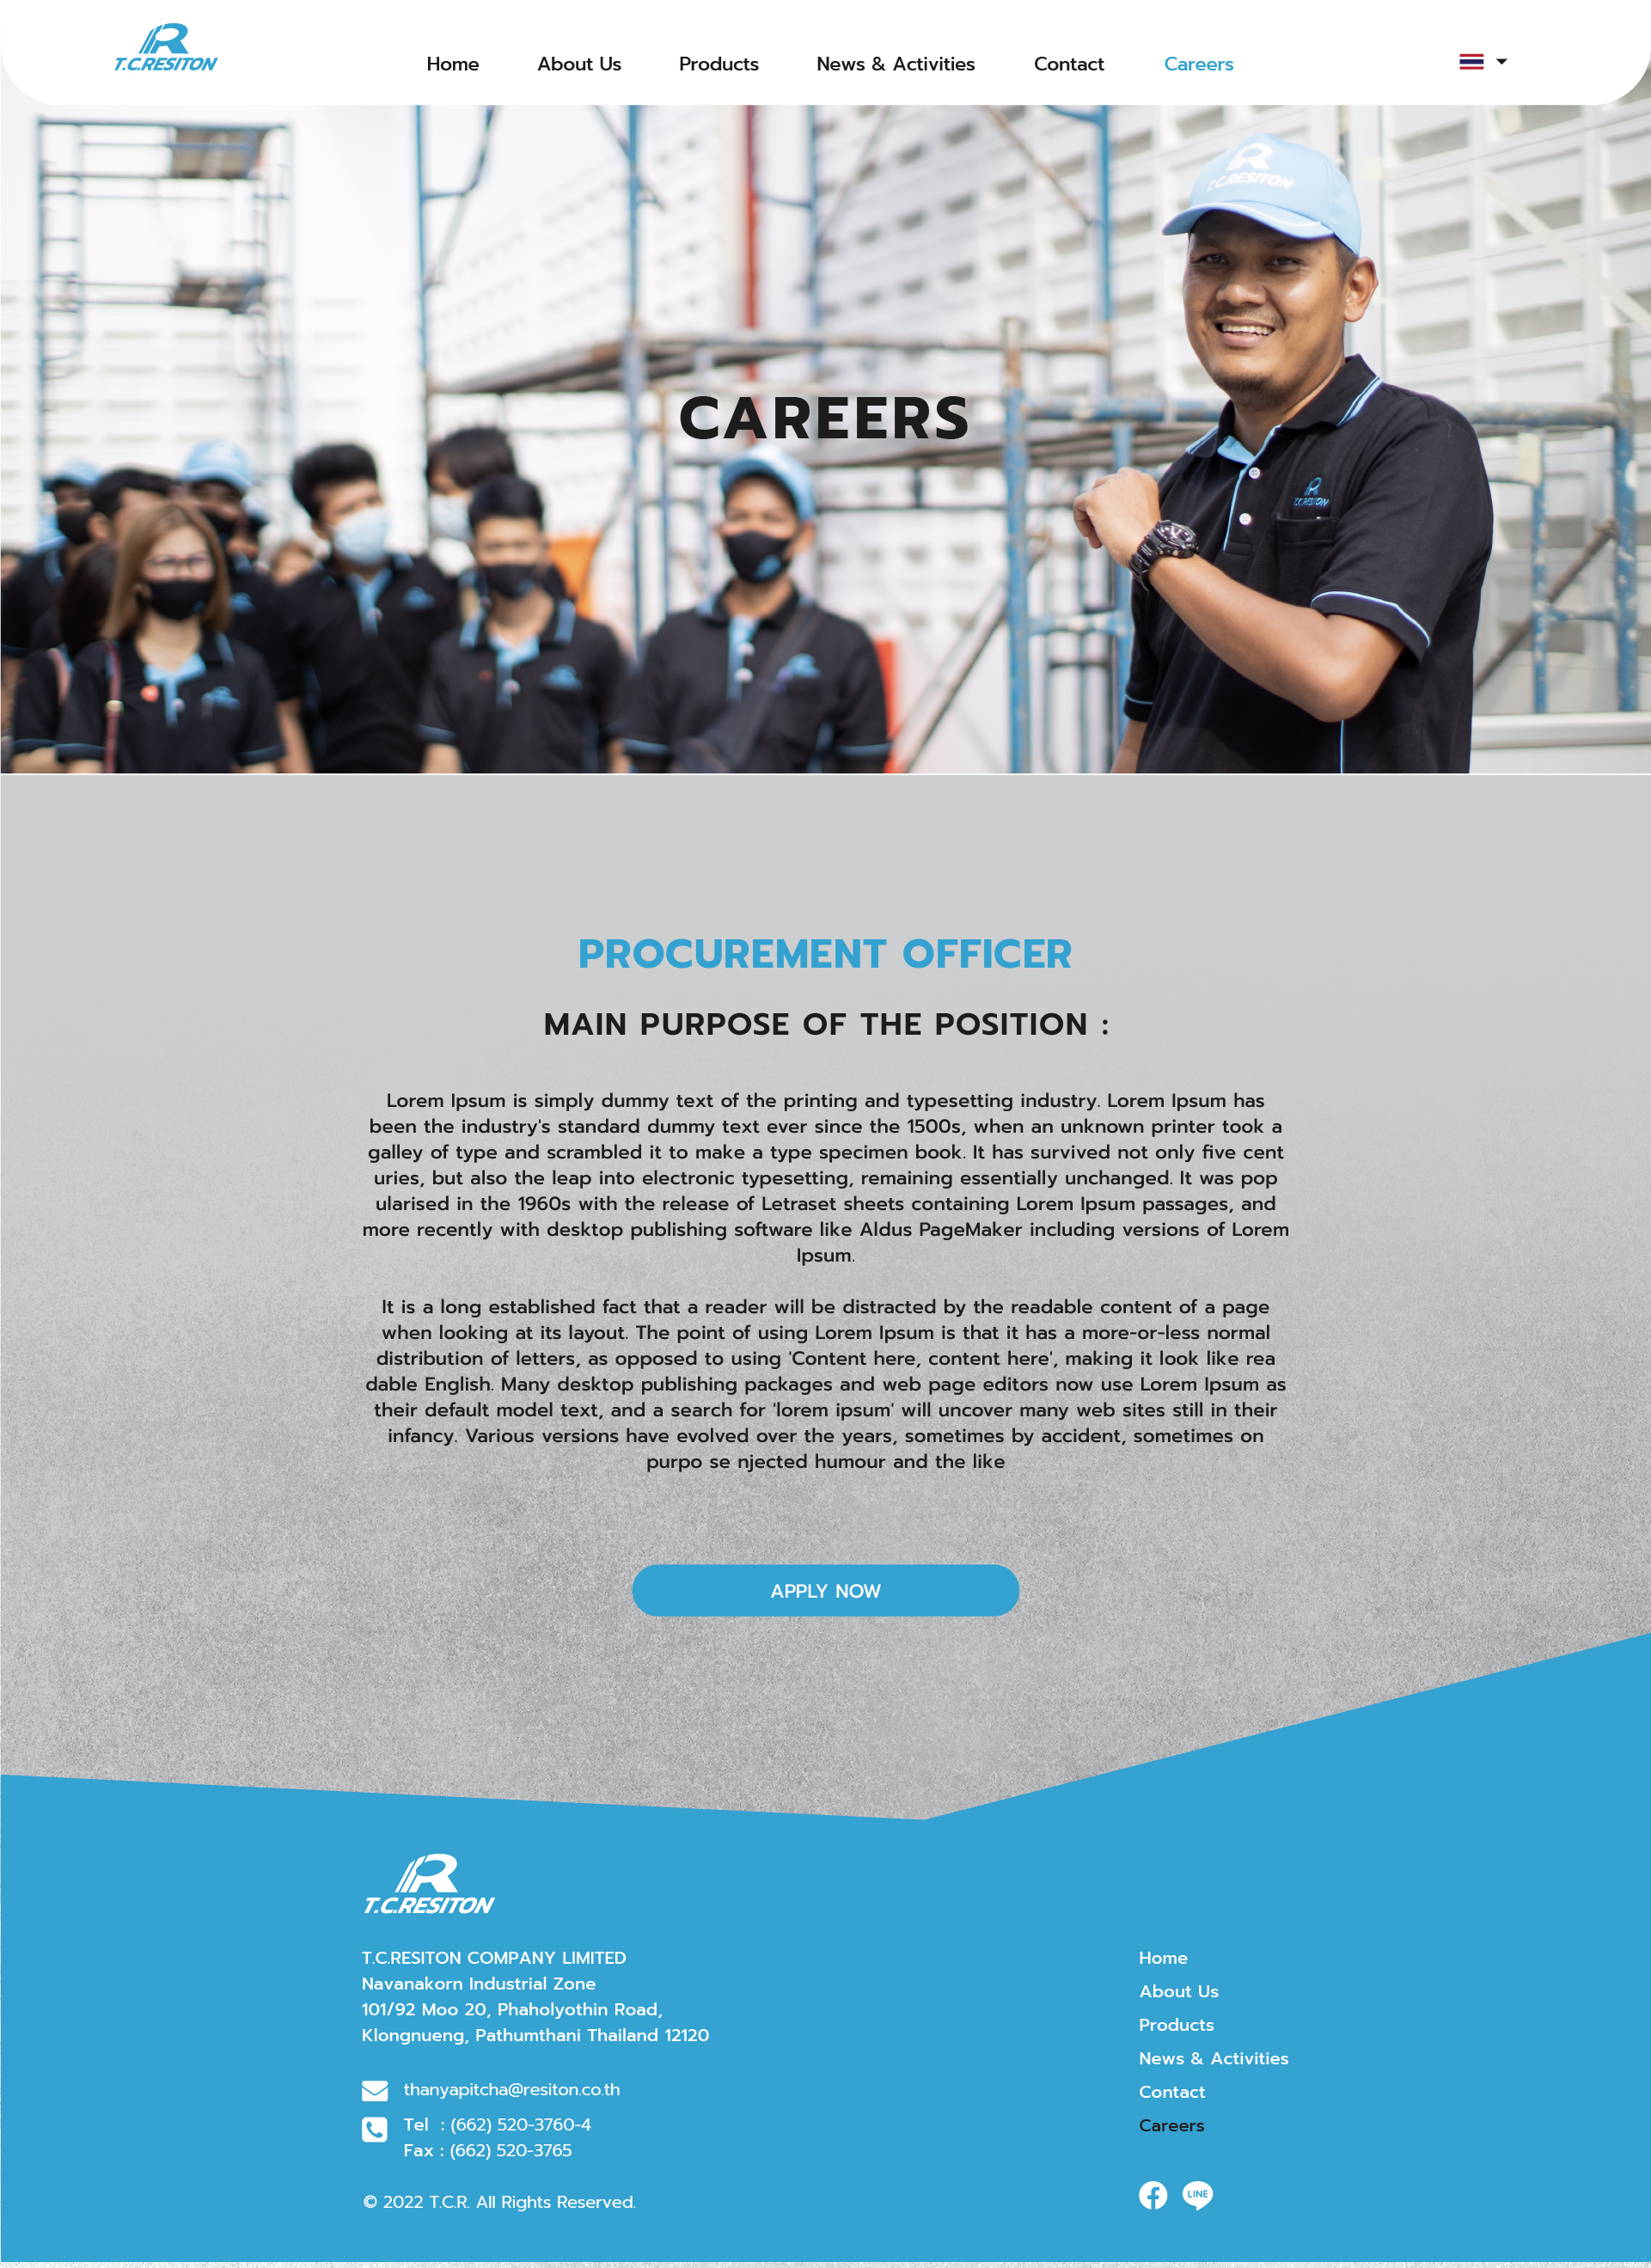 T.C.RESITON
Home
About Us
Products
News & Activities
Contact
Careers
T.C.RESITON
CAREERS
T.C.RESITON
PROCUREMENT OFFICER
MAIN PURPOSE OF THE POSITION :
Lorem Ipsum is simply dummy text of the printing and typesetting industry. Lorem Ipsum has
been the industry's standard dummy text ever since the 1500s, when an unknown printer took a
galley of type and scrambled it to make a type specimen book. It has survived not only five cent
uries, but also the leap into electronic typesetting, remaining essentially unchanged. It was pop
ularised in the 1960s with the release of Letraset sheets containing Lorem Ipsum passages, and
more recently with desktop publishing software like Aldus PageMaker including versions of Lorem
Ipsum.
It is a long established fact that a reader will be distracted by the readable content of a page
when looking at its layout. The point of using Lorem Ipsum is that it has a more-or-less normal
distribution of letters, as opposed to using 'Content here, content here', making it look like rea
dable English. Many desktop publishing packages and web page editors now use Lorem Ipsum as
their default model text, and a search for 'lorem ipsum' will uncover many web sites still in their
infancy. Various versions have evolved over the years, sometimes by accident, sometimes on
purpo se njected humour and the like
APPLY NOW
T.C.RESITON
T.C.RESITON COMPANY LIMITED
Navanakorn Industrial Zone
101/92 Moo 20, Phaholyothin Road,
Klongnueng, Pathumthani Thailand 12120
thanyapitcha@resiton.co.th
Tel : (662) 520-3760-4
Fax : (662) 520-3765
© 2022 T.C.R. All Rights Reserved.
Home
About Us
Products
News & Activities
Contact
Careers
LINE